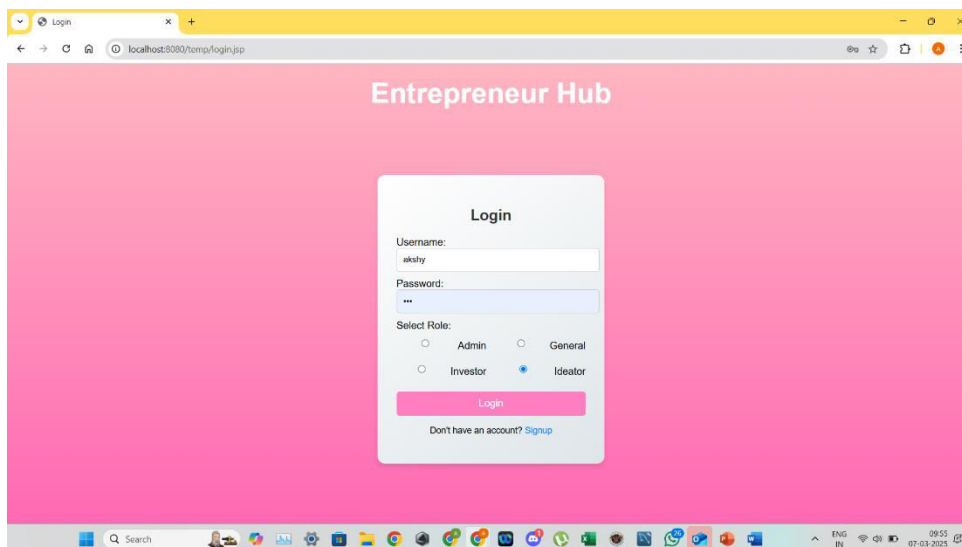 Login
localhost:8080/temp/login.jsp
A
Entrepreneur Hub
Login
Username:
akshy
Password:
•••
Select Role:
Admin General
Investor Ideator
Login
Don't have an account? Signup
Search
26
ENG
IN
09:55
07-03-2025